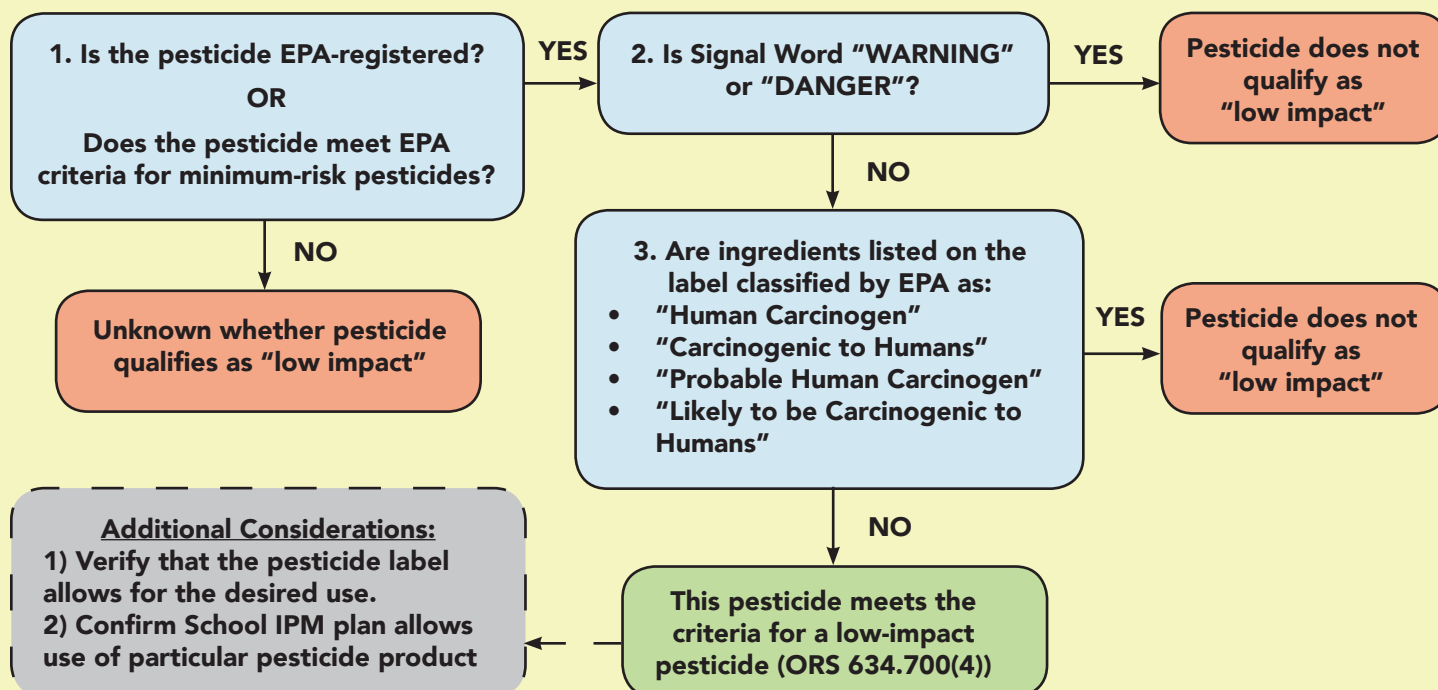 1. Is the pesticide EPA-registered?
OR
Does the pesticide meet EPA
criteria for minimum-risk pesticides?
YES
2. Is Signal Word "WARNING"
or "DANGER"?
YES
Pesticide does not
qualify as
"low impact"
NO
Unknown whether pesticide
qualifies as "low impact"
NO
3. Are ingredients listed on the
label classified by EPA as:
• "Human Carcinogen"
• "Carcinogenic to Humans"
• "Probable Human Carcinogen"
• "Likely to be Carcinogenic to
Humans"
YES
Pesticide does not
qualify as
"low impact"
NO
This pesticide meets the
criteria for a low-impact
pesticide (ORS 634.700(4))
Additional Considerations:
1) Verify that the pesticide label
allows for the desired use.
2) Confirm School IPM plan allows
use of particular pesticide product